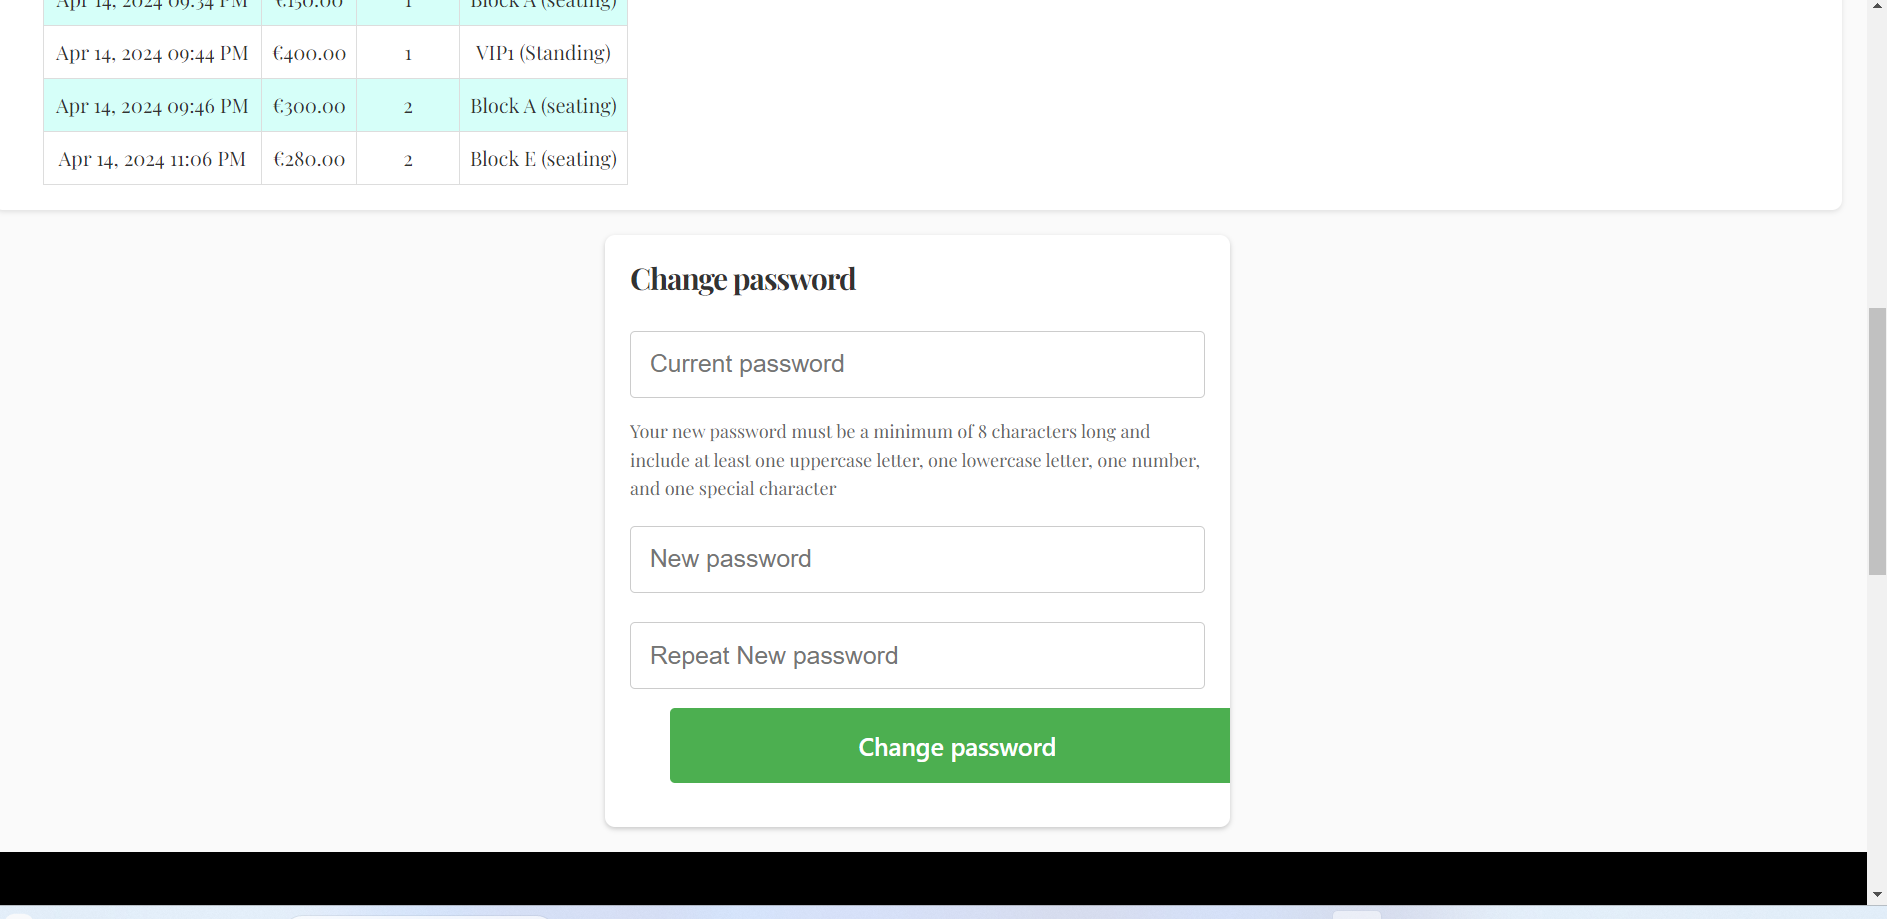 Apr 14, 2024 09:34 PM €150.00 1 Block A (seating)
Apr 14, 2024 09:44 PM €400.00 1 VIP1 (Standing)
Apr 14, 2024 09:46 PM €300.00 2 Block A (seating)
Apr 14, 2024 11:06 PM €280.00 2 Block E (seating)
Change password
Current password
Your new password must be a minimum of 8 characters long and
include at least one uppercase letter, one lowercase letter, one number,
and one special character
New password
Repeat New password
Change password